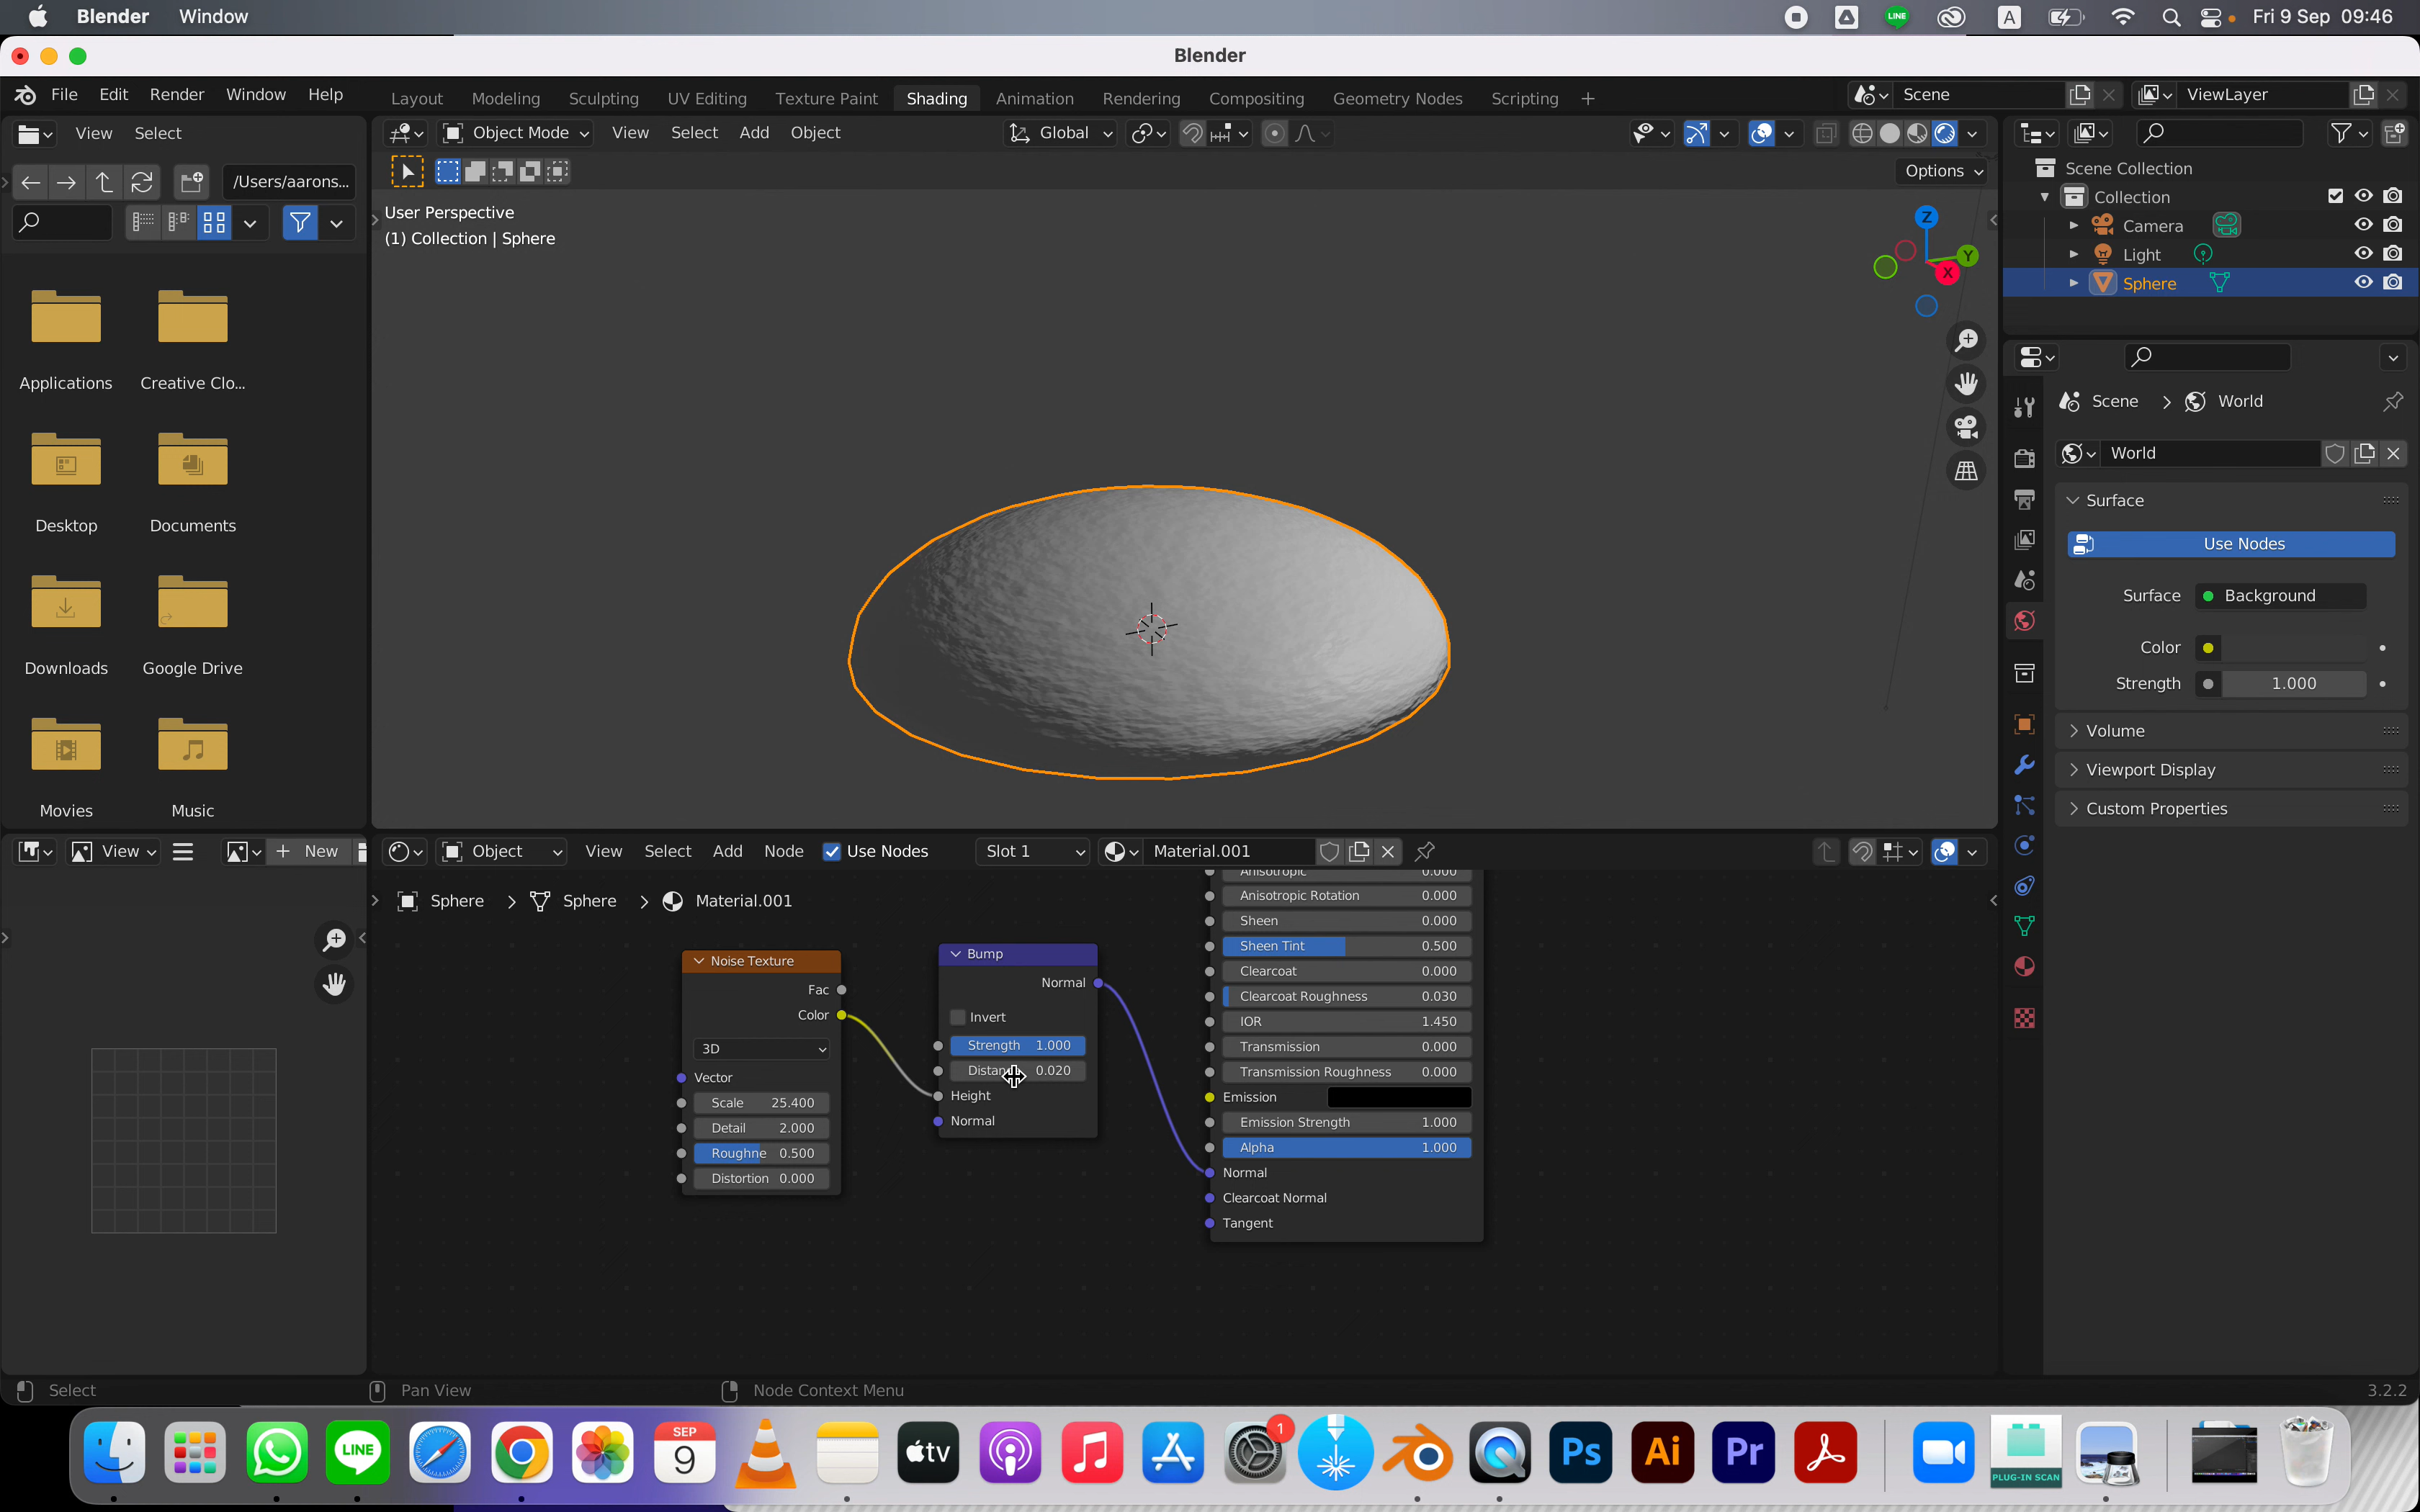 Blender Window A Fri 9 Sep 09:46
Blender
File Edit Render Window Help Layout Modeling Sculpting UV Editing Texture Paint Shading Animation Rendering Compositing Geometry Nodes Scripting + Scene ViewLayer
View Select Object Mode View Select Add Object Global
/Users/aarons... Options
User Perspective
(1) Collection | Sphere
Z
Y
X
Scene Collection
Collection
Camera
Light
Sphere
Applications Creative Clo...
Desktop Documents
Downloads Google Drive
Movies Music
Scene > World
World
Surface
Use Nodes
Surface Background
Color
Strength 1.000
Volume
Viewport Display
Custom Properties
View + New Object View Select Add Node Use Nodes Slot 1 Material.001
Sphere > Sphere > Material.001
Noise Texture
Fac
Color
3D
Vector
Scale 25.400
Detail 2.000
Roughne 0.500
Distortion 0.000
Bump
Normal
Invert
Strength 1.000
0.020
Height
Normal
Anisotropic 0.000
Anisotropic Rotation 0.000
Sheen 0.000
Sheen Tint 0.500
Clearcoat 0.000
Clearcoat Roughness 0.030
IOR 1.450
Transmission 0.000
Transmission Roughness 0.000
Emission
Emission Strength 1.000
Alpha 1.000
Normal
Clearcoat Normal
Tangent
Select Pan View Node Context Menu 3.2.2
LINE SEP 9 tv 1 Ps Ai Pr PLUG-IN SCAN